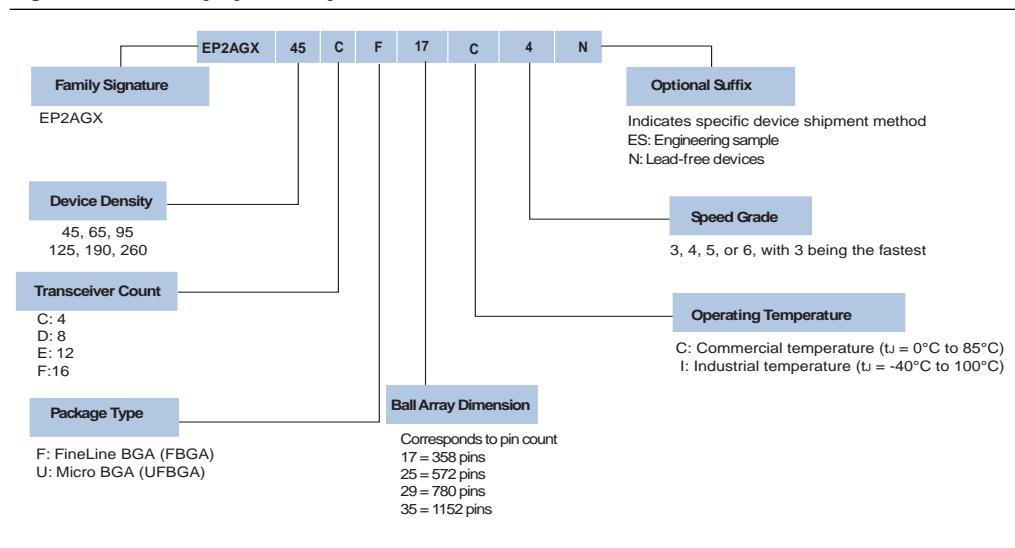 EP2AGX 45 C F 17 C 4 N
Family Signature
EP2AGX
Optional Suffix
Indicates specific device shipment method
ES: Engineering sample
N: Lead-free devices
Device Density
45, 65, 95
125, 190, 260
Speed Grade
3, 4, 5, or 6, with 3 being the fastest
Transceiver Count
C: 4
D: 8
E: 12
F:16
Operating Temperature
C: Commercial temperature (tJ = 0°C to 85°C)
I: Industrial temperature (tJ = -40°C to 100°C)
Package Type
F: FineLine BGA (FBGA)
U: Micro BGA (UFBGA)
Ball Array Dimension
Corresponds to pin count
17 = 358 pins
25 = 572 pins
29 = 780 pins
35 = 1152 pins